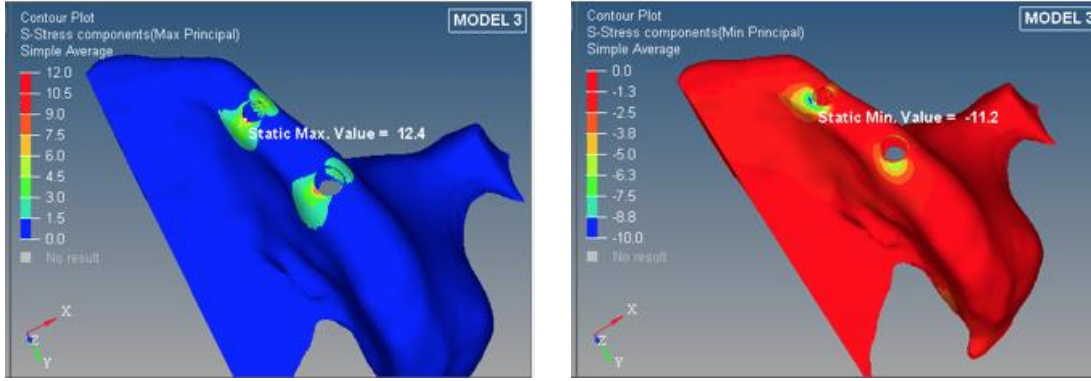 Contour Plot
S-Stress components(Max Principal)
Simple Average
MODEL 3
12.0
10.5
9.0
7.5
6.0
4.5
3.0
1.5
0.0
No result
Static Max. Value = 12.4
X
Z
Y
Contour Plot
S-Stress components(Min Principal)
Simple Average
MODEL 3
0.0
-1.3
-2.5
-3.8
-5.0
-6.3
-7.5
-8.8
-10.0
No result
Static Min. Value = -11.2
X
Z
Y